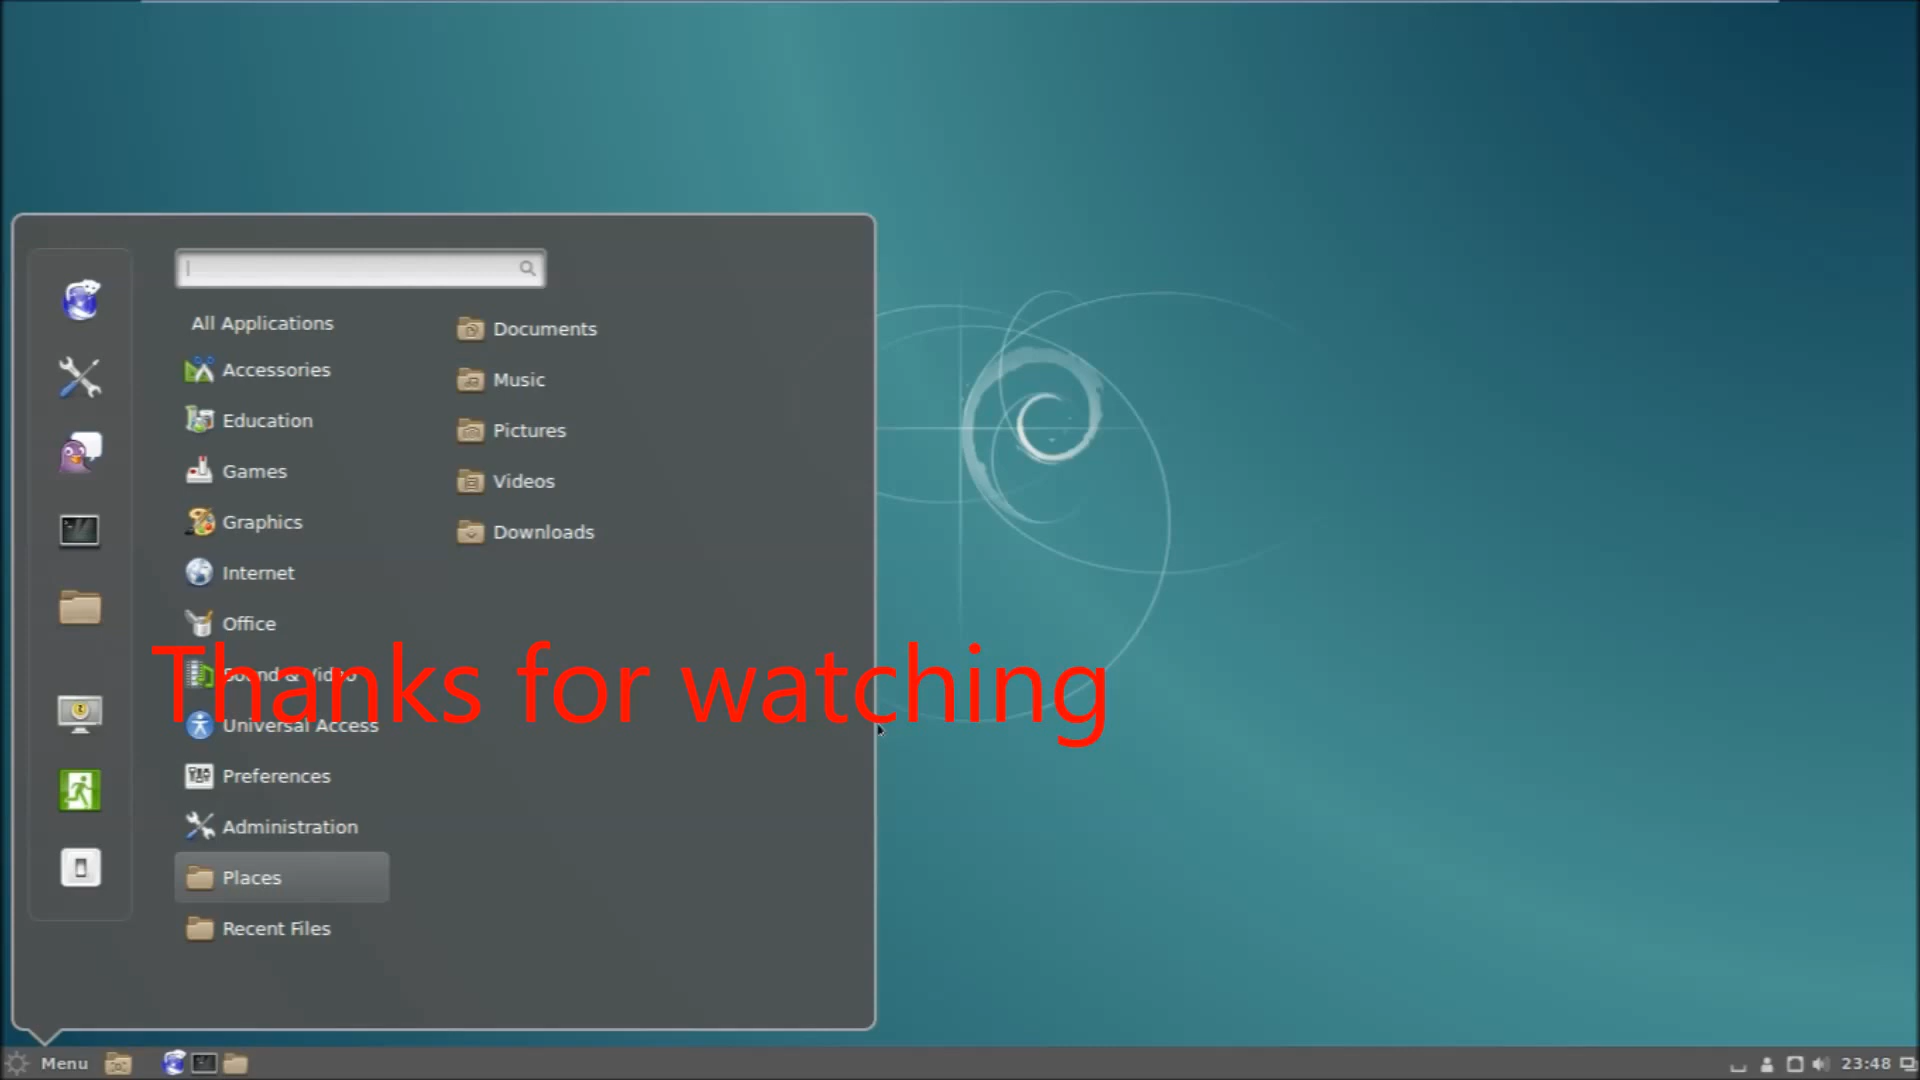 All Applications
Accessories
Education
Games
Graphics
Internet
Office
Sound & Video
Universal Access
Preferences
Administration
Places
Recent Files
Documents
Music
Pictures
Videos
Downloads
Thanks for watching
Menu
23:48